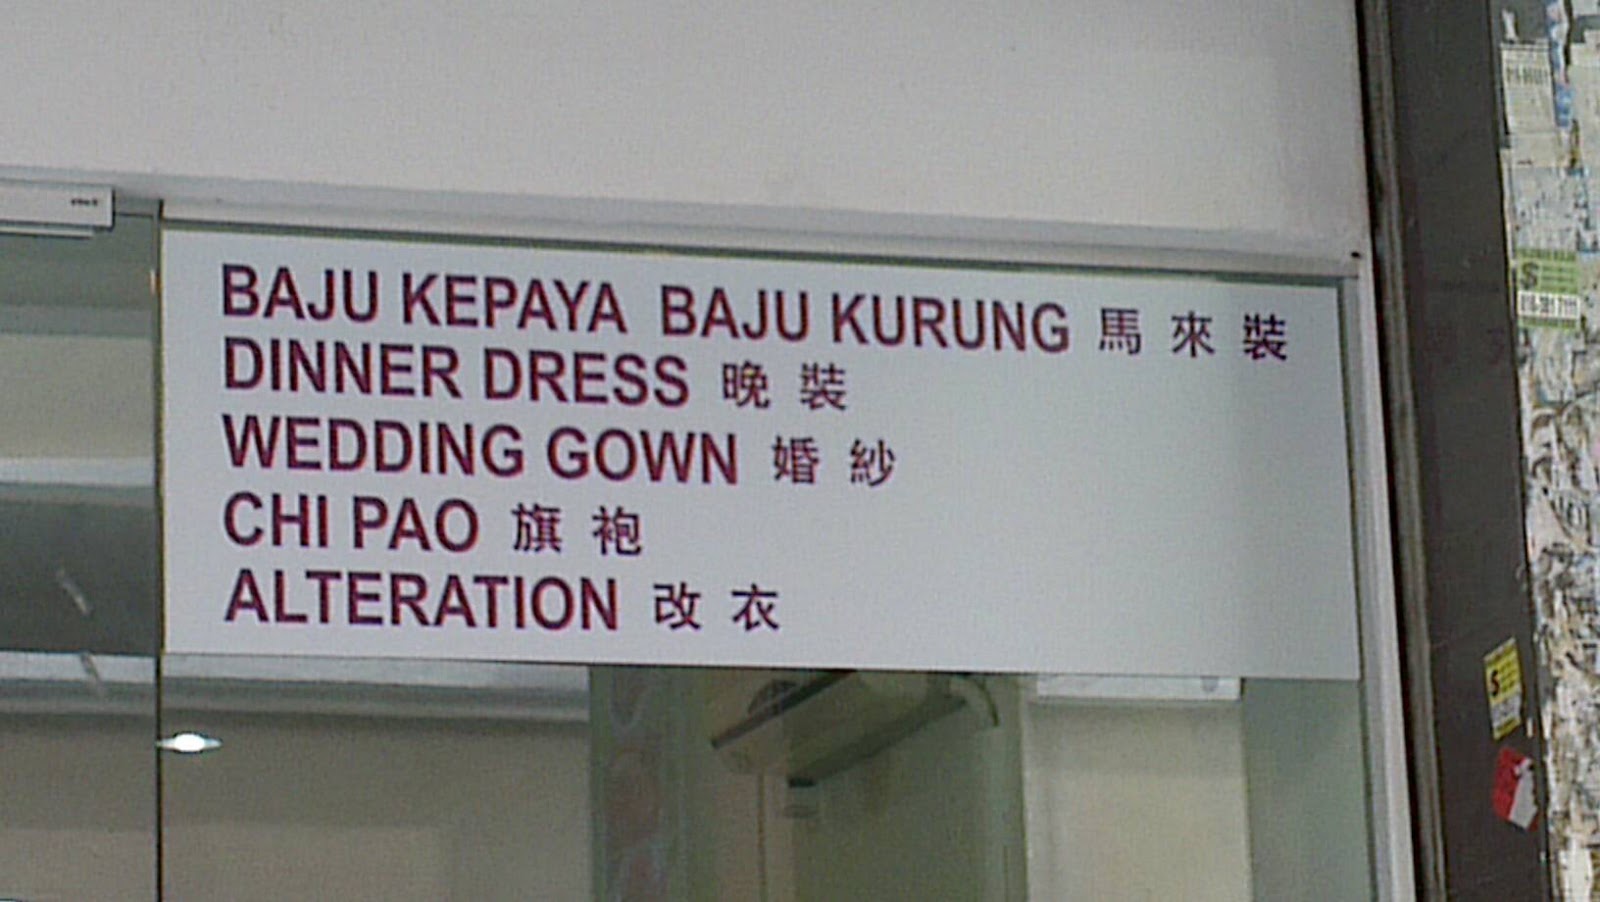 BAJU KEPAYA BAJU KURUNG 馬來裝
DINNER DRESS 晚裝
WEDDING GOWN 婚紗
CHI PAO 旗袍
ALTERATION 改衣